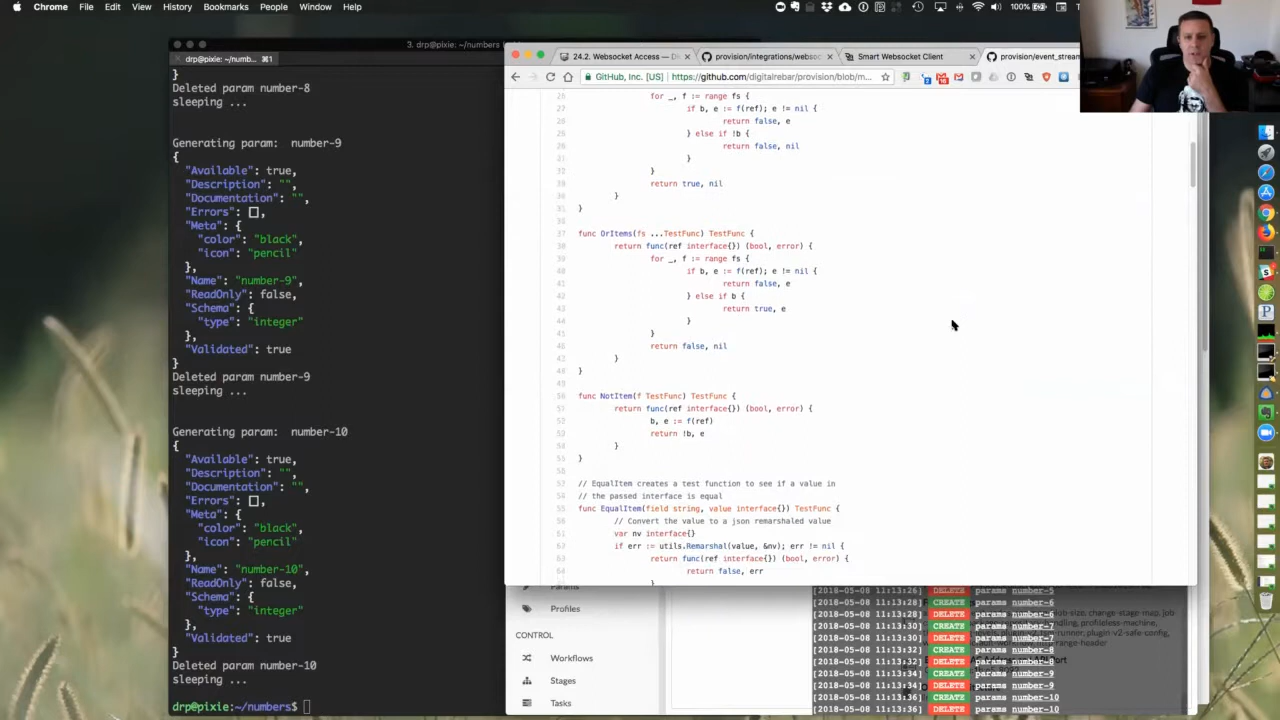 Chrome File Edit View History Bookmarks People Window Help
100%
3. drp@pixie: ~/numbers
drp@pixie: ~/numb... ⌘1
}
Deleted param number-8
sleeping ...
Generating param: number-9
{
"Available": true,
"Description": "",
"Documentation": "",
"Errors": [],
"Meta": {
"color": "black",
"icon": "pencil"
},
"Name": "number-9",
"ReadOnly": false,
"Schema": {
"type": "integer"
},
"Validated": true
}
Deleted param number-9
sleeping ...
Generating param: number-10
{
"Available": true,
"Description": "",
"Documentation": "",
"Errors": [],
"Meta": {
"color": "black",
"icon": "pencil"
},
"Name": "number-10",
"ReadOnly": false,
"Schema": {
"type": "integer"
},
"Validated": true
}
Deleted param number-10
sleeping ...
drp@pixie:~/numbers$
24.2. Websocket Access — Di
provision/integrations/websoc
Smart Websocket Client
provision/event_stream
GitHub, Inc. [US] https://github.com/digitalrebar/provision/blob/m...
for _, f := range fs {
if b, e := f(ref); e != nil {
return false, e
} else if !b {
return false, nil
}
}
return true, nil
}
}
func OrItems(fs ...TestFunc) TestFunc {
return func(ref interface{}) (bool, error) {
for _, f := range fs {
if b, e := f(ref); e != nil {
return false, e
} else if b {
return true, e
}
}
return false, nil
}
}
func NotItem(f TestFunc) TestFunc {
return func(ref interface{}) (bool, error) {
b, e := f(ref)
return !b, e
}
}
// EqualItem creates a test function to see if a value in
// the passed interface is equal
func EqualItem(field string, value interface{}) TestFunc {
// Convert the value to a json remarshaled value
var nv interface{}
if err := utils.Remarshal(value, &nv); err != nil {
return func(ref interface{}) (bool, error) {
return false, err
}
Params
Profiles
CONTROL
Workflows
Stages
Tasks
[2018-05-08 11:13:26] DELETE params number-5
[2018-05-08 11:13:28] CREATE params number-6
[2018-05-08 11:13:28] DELETE params number-6
[2018-05-08 11:13:30] CREATE params number-7
[2018-05-08 11:13:30] DELETE params number-7
[2018-05-08 11:13:32] CREATE params number-8
[2018-05-08 11:13:32] DELETE params number-8
[2018-05-08 11:13:34] CREATE params number-9
[2018-05-08 11:13:34] DELETE params number-9
[2018-05-08 11:13:36] CREATE params number-10
[2018-05-08 11:13:36] DELETE params number-10